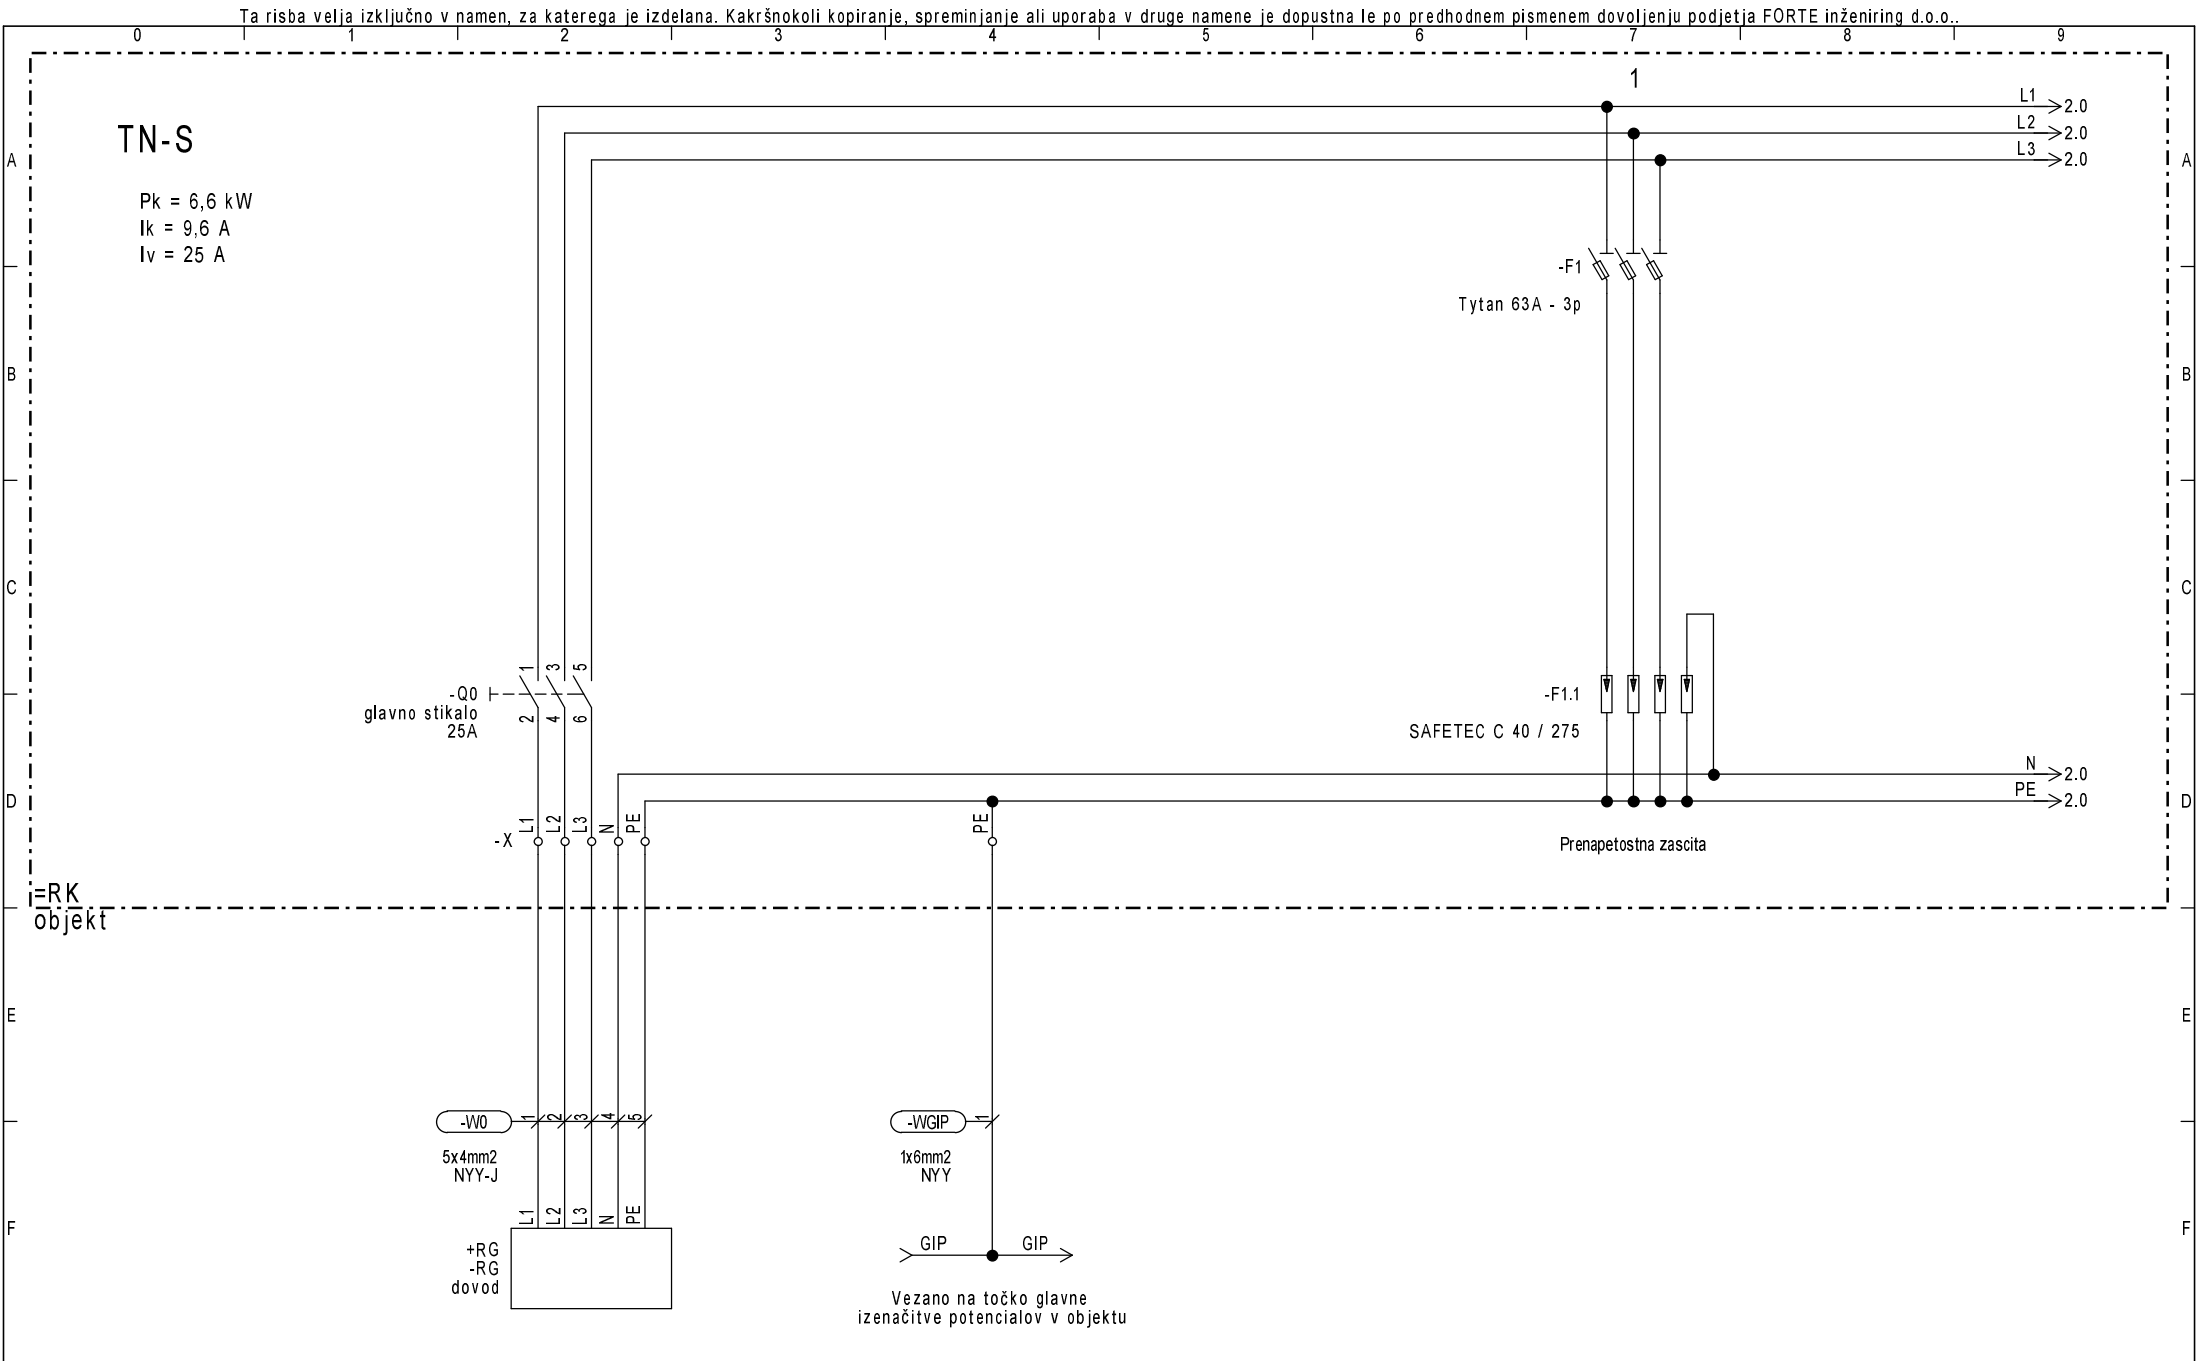 Ta risba velja izključno v namen, za katerega je izdelana. Kakršnokoli kopiranje, spreminjanje ali uporaba v druge namene je dopustna le po predhodnem pismenem dovoljenju podjetja FORTE inženiring d.o.o..
0 1 2 3 4 5 6 7 8 9
1
L1 2.0
L2 2.0
L3 2.0
TN-S
A A
Pk = 6,6 kW
Ik = 9,6 A
Iv = 25 A
-F1
Tytan 63A - 3p
B B
C C
1 3 5
-Q0
glavno stikalo
25A
2 4 6
-F1.1
SAFETEC C 40 / 275
N 2.0
PE 2.0
D D
-X L1 L2 L3 N PE
PE
Prenapetostna zascita
=RK
objekt
E E
-W0 1 2 3 4 5
5x4mm2
NYY-J
-WGIP 1
1x6mm2
NYY
L1 L2 L3 N PE
F F
+RG
-RG
dovod
GIP GIP
Vezano na točko glavne
izenačitve potencialov v objektu